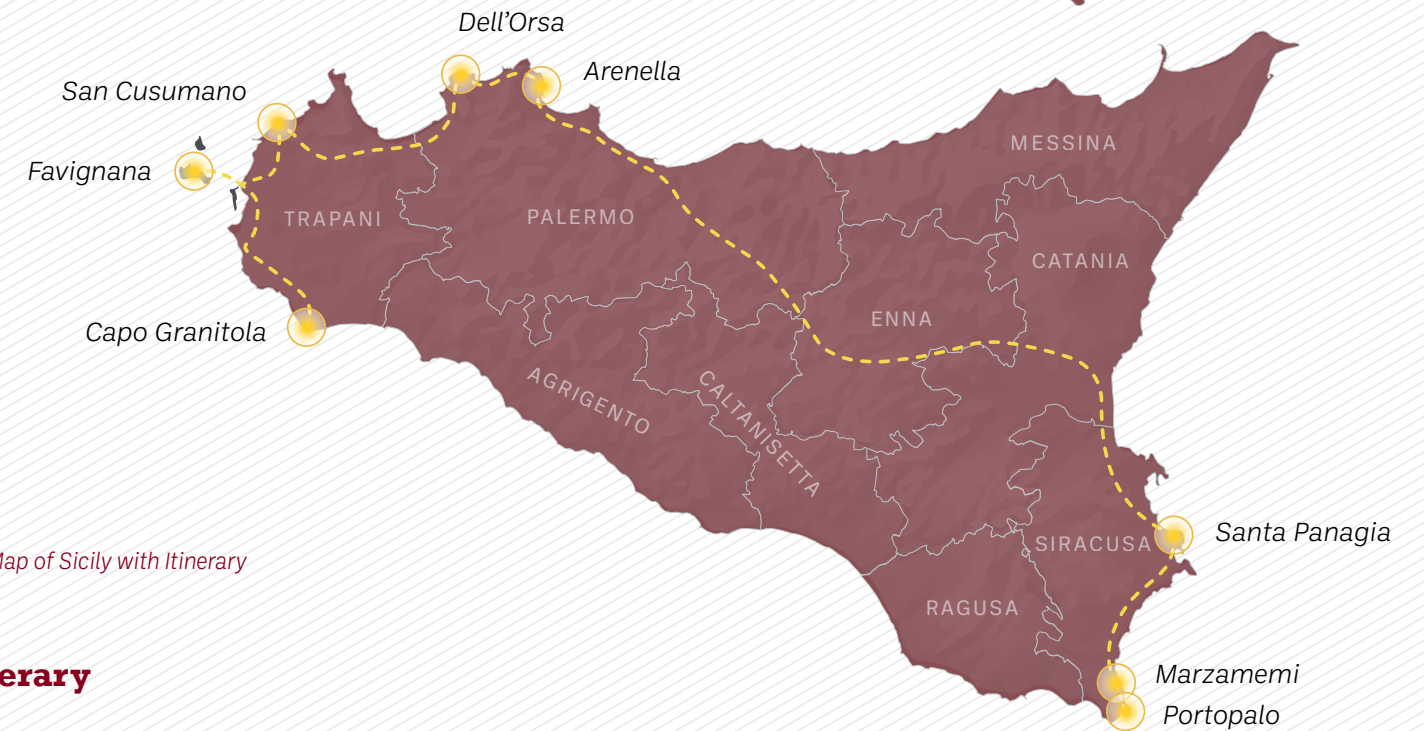 Dell'Orsa
Arenella
San Cusumano
MESSINA
Favignana
TRAPANI
PALERMO
CATANIA
ENNA
Capo Granitola
AGRIGENTO
CALTANISETTA
Santa Panagia
SIRACUSA
Map of Sicily with Itinerary
RAGUSA
erary
Marzamemi
Portopalo